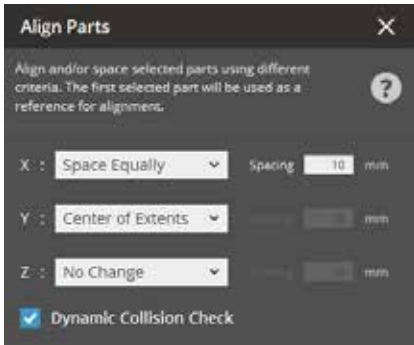 Align Parts
Align and/or space selected parts using different
criteria. The first selected part will be used as a
reference for alignment.
?
X : Space Equally Spacing 10 mm
Y : Center of Extents mm
Z : No Change mm
Dynamic Collision Check